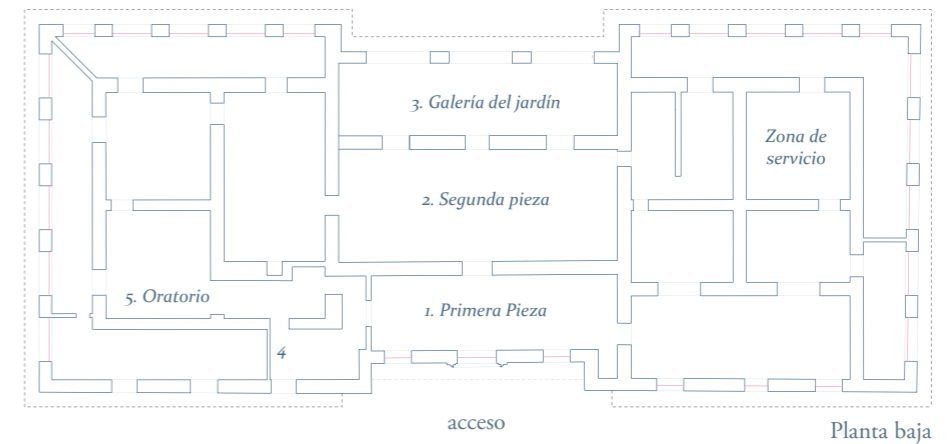 3. Galería del jardín
Zona de
servicio
2. Segunda pieza
5. Oratorio
1. Primera Pieza
4
acceso
Planta baja